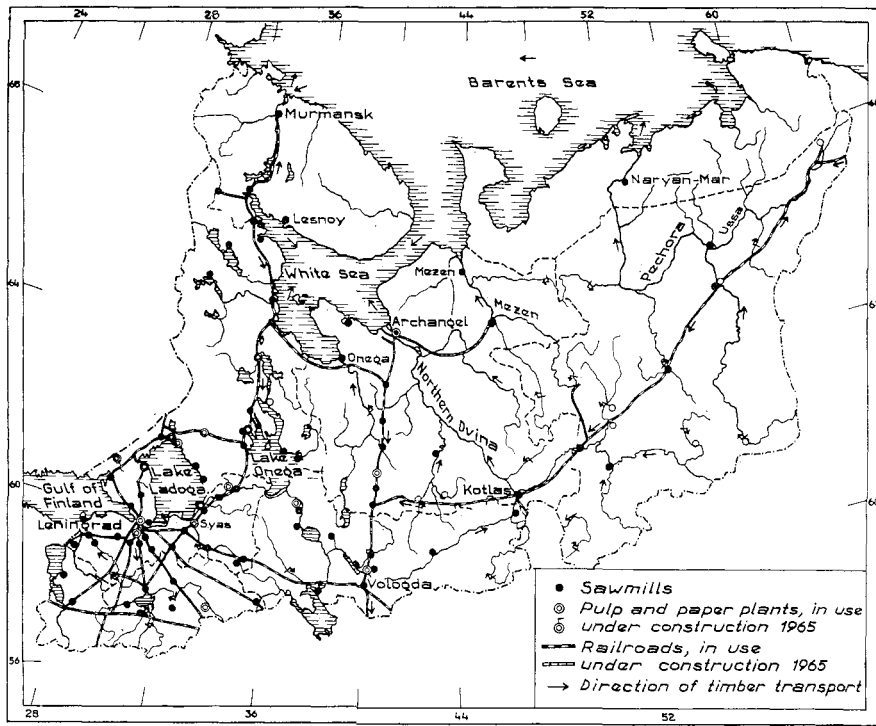 24 28 36 44 52 60
68
68
Barents Sea
Murmansk
Naryan-Mar
Lesnoy
Ussa
Pechora
64
White Sea
Mezen
Mezen
Archangel
Onega
Northern Dvina
Lake
Onega
60
Gulf of
Finland
Lake
Ladoga
Kotlas
Leningrad
Syas
Vologda
56
Sawmills
Pulp and paper plants, in use
under construction 1965
Railroads, in use
under construction 1965
Direction of timber transport
28 36 44 52